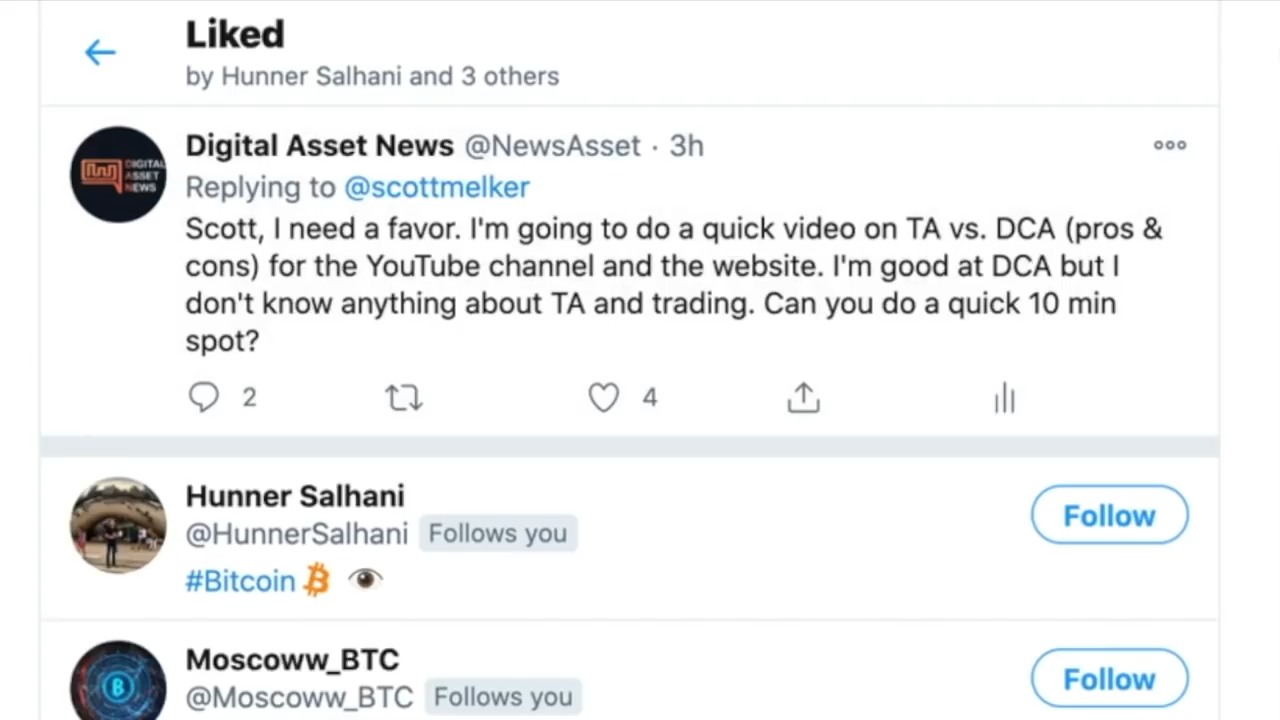 Liked
by Hunner Salhani and 3 others
DIGITAL
ASSET
NEWS
Digital Asset News @NewsAsset · 3h
Replying to @scottmelker
Scott, I need a favor. I'm going to do a quick video on TA vs. DCA (pros &
cons) for the YouTube channel and the website. I'm good at DCA but I
don't know anything about TA and trading. Can you do a quick 10 min
spot?
2
4
Hunner Salhani
@HunnerSalhani Follows you
Follow
#Bitcoin
Moscoww_BTC
@Moscoww_BTC Follows you
Follow